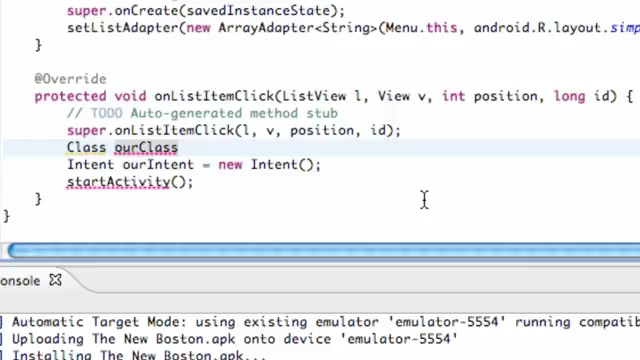 super.onCreate(savedInstanceState);
setListAdapter(new ArrayAdapter<String>(Menu.this, android.R.layout.simp
}
@Override
protected void onListItemClick(ListView l, View v, int position, long id) {
// TODO Auto-generated method stub
super.onListItemClick(l, v, position, id);
Class ourClass
Intent ourIntent = new Intent();
startActivity();
}
}
onsole
] Automatic Target Mode: using existing emulator 'emulator-5554' running compatib
] Uploading The New Boston.apk onto device 'emulator-5554'
] Installing The New Boston.apk...